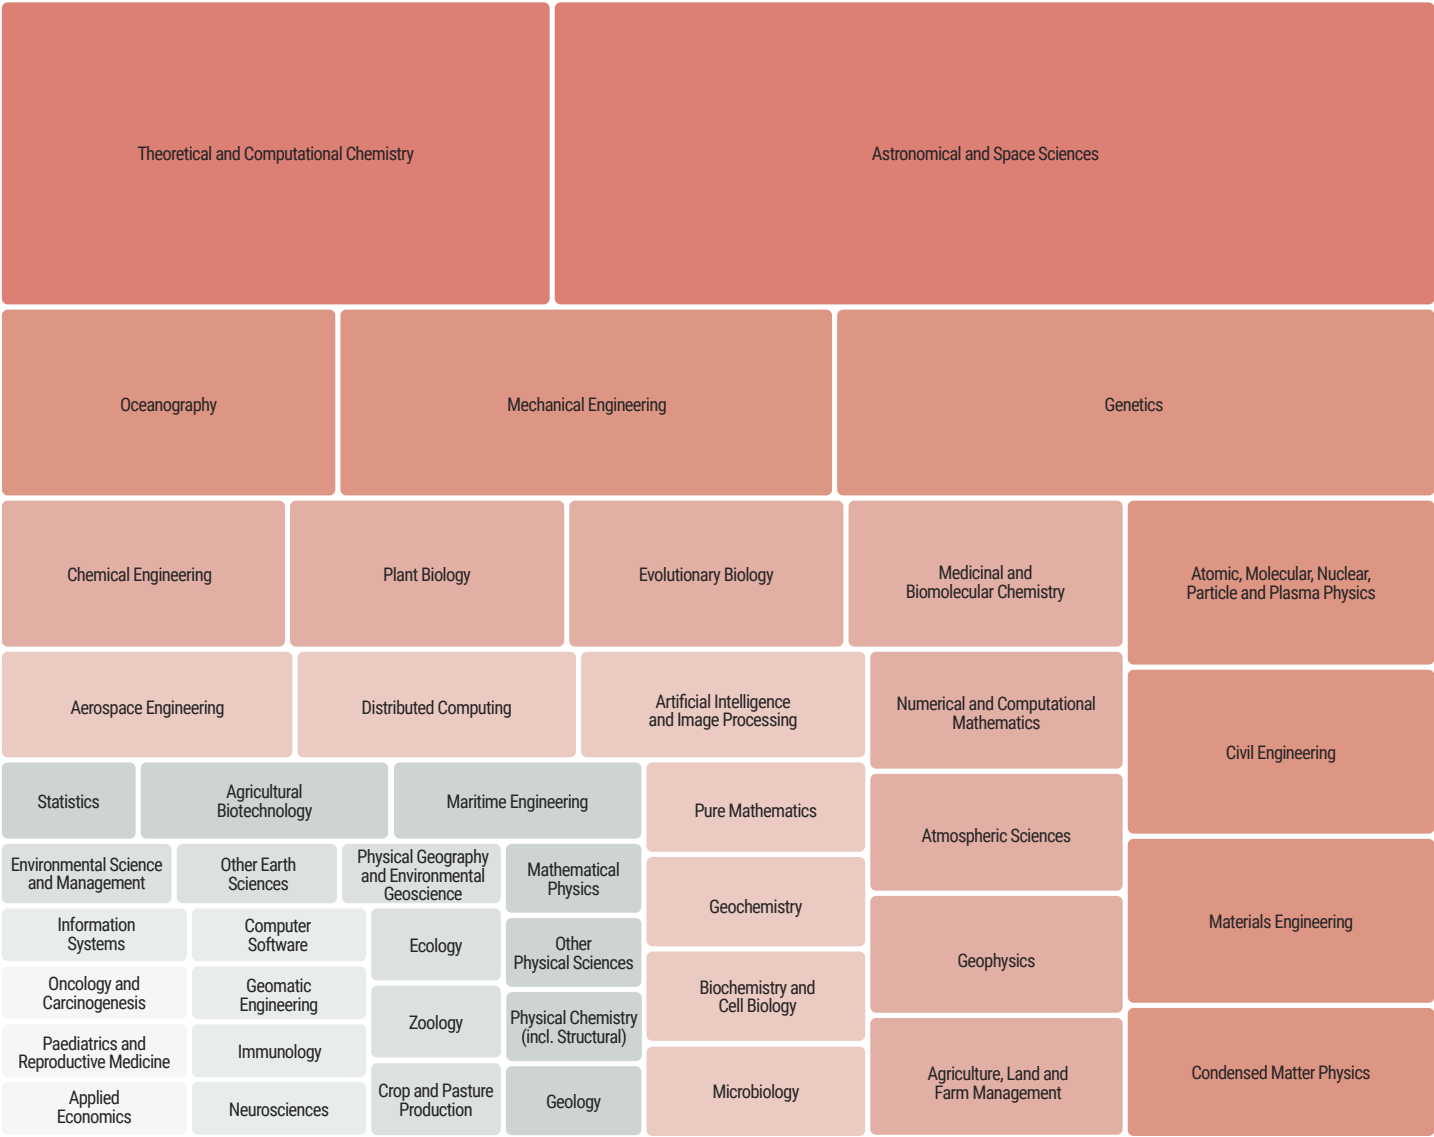 Theoretical and Computational Chemistry
Astronomical and Space Sciences
Oceanography
Mechanical Engineering
Genetics
Chemical Engineering
Plant Biology
Evolutionary Biology
Medicinal and
Biomolecular Chemistry
Atomic, Molecular, Nuclear,
Particle and Plasma Physics
Aerospace Engineering
Distributed Computing
Artificial Intelligence
and Image Processing
Numerical and Computational
Mathematics
Civil Engineering
Statistics
Agricultural
Biotechnology
Maritime Engineering
Pure Mathematics
Atmospheric Sciences
Environmental Science
and Management
Other Earth
Sciences
Physical Geography
and Environmental
Geoscience
Mathematical
Physics
Geochemistry
Materials Engineering
Information
Systems
Computer
Software
Ecology
Other
Physical Sciences
Geophysics
Oncology and
Carcinogenesis
Geomatic
Engineering
Zoology
Physical Chemistry
(incl. Structural)
Biochemistry and
Cell Biology
Paediatrics and
Reproductive Medicine
Immunology
Agriculture, Land and
Farm Management
Condensed Matter Physics
Applied
Economics
Neurosciences
Crop and Pasture
Production
Geology
Microbiology